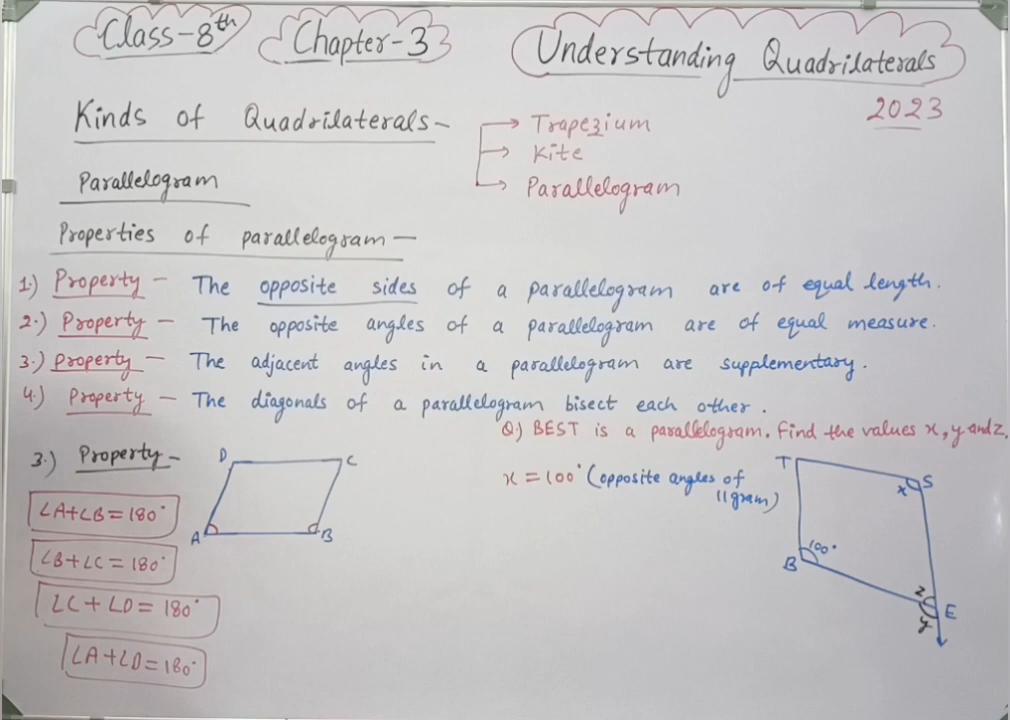 Class-8th Chapter-3 Understanding Quadrilaterals
2023
Kinds of Quadrilaterals-
→ Trapezium
→ Kite
→ Parallelogram
Parallelogram
Properties of parallelogram-
1.) Property - The opposite sides of a parallelogram are of equal length.
2.) Property - The opposite angles of a parallelogram are of equal measure.
3.) Property - The adjacent angles in a parallelogram are supplementary.
4.) Property - The diagonals of a parallelogram bisect each other.
Q.) BEST is a parallelogram. Find the values x, y and z.
3.) Property-
D C
A B
∠A+∠B=180°
∠B+∠C=180°
∠C+∠D=180°
∠A+∠D=180°
x=100° (opposite angles of
||gram)
T
x S
B 100°
z E
y